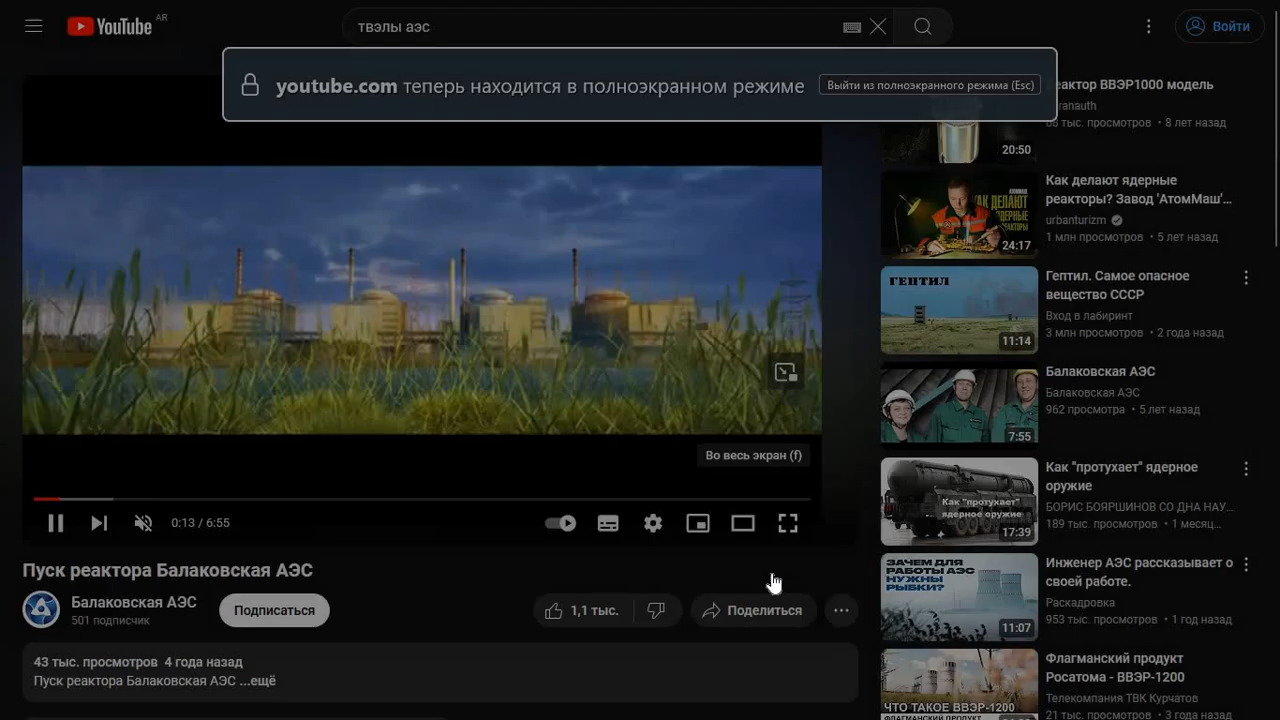 YouTube AR
твэлы аэс
Войти
youtube.com теперь находится в полноэкранном режиме
Выйти из полноэкранного режима (Esc)
Во весь экран (f)
0:13 / 6:55
Пуск реактора Балаковская АЭС
Балаковская АЭС
501 подписчик
Подписаться
1,1 тыс.
Поделиться
43 тыс. просмотров 4 года назад
Пуск реактора Балаковская АЭС ...ещё
еактор ВВЭР1000 модель
ranauth
тыс. просмотров • 8 лет назад
20:50
Как делают ядерные
реакторы? Завод 'АтомМаш'...
urbanturizm
1 млн просмотров • 5 лет назад
АТОММАШ
КАК ДЕЛАЮТ
ЯДЕРНЫЕ
РЕАКТОРЫ
24:17
Гептил. Самое опасное
вещество СССР
Вход в лабиринт
3 млн просмотров • 2 года назад
ГЕПТИЛ
11:14
Балаковская АЭС
Балаковская АЭС
962 просмотра • 5 лет назад
7:55
Как "протухает" ядерное
оружие
БОРИС БОЯРШИНОВ СО ДНА НАУ...
189 тыс. просмотров • 1 месяц...
Как "протухает"
ядерное оружие
17:39
Инженер АЭС рассказывает о
своей работе.
Раскадровка
953 тыс. просмотров • 1 год назад
ЗАЧЕМ ДЛЯ
РАБОТЫ АЭС
НУЖНЫ
РЫБКИ?
11:07
Флагманский продукт
Росатома - ВВЭР-1200
Телекомпания ТВК Курчатов
21 тыс. просмотров • 3 года назад
ЧТО ТАКОЕ ВВЭР-1200
ФЛАГМАНСКИЙ ПРОДУКТ